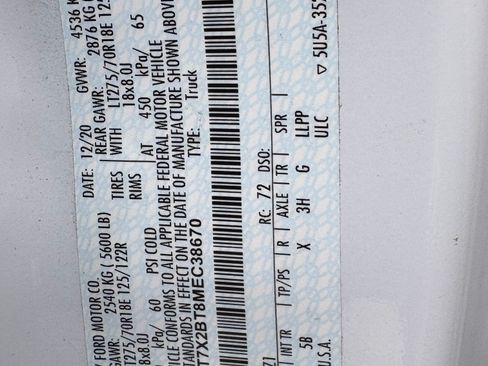 FORD MOTOR CO. DATE: 12/20 GVWR: 4536 K
GAWR: 2540 KG ( 5600 LB) REAR GAWR: 2876 KG
T275/70R18E 125/122R TIRES WITH LT275/70R18E 125
18x8.0J RIMS 18x8.0J
kPa/ 60 PSI COLD AT 450 kPa/ 65
VEHICLE CONFORMS TO ALL APPLICABLE FEDERAL MOTOR VEHICLE
STANDARDS IN EFFECT ON THE DATE OF MANUFACTURE SHOWN ABOVE
T7X2BT8MEC38670 TYPE: Truck
RC: 72 DSO:
INT TR TP/PS R AXLE TR SPR
5B X 3H G LLPP
ULC
U.S.A. ▽ 5U5A-35